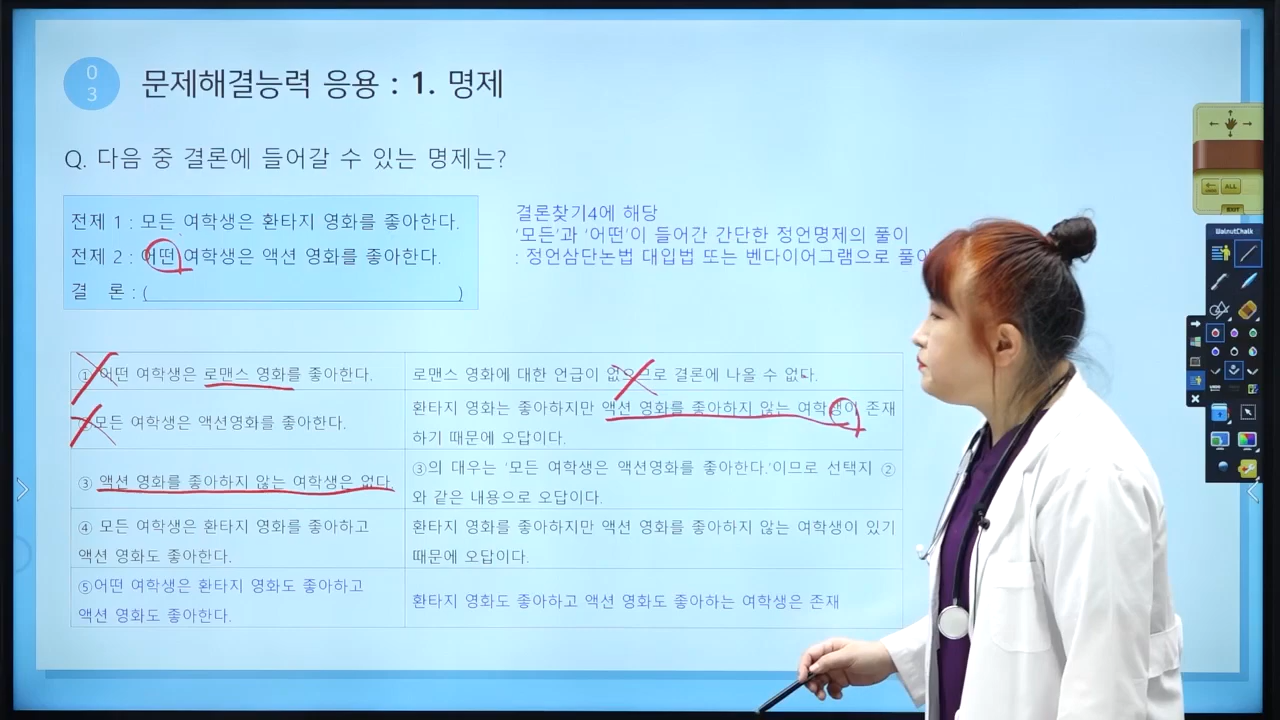 0
3
문제해결능력 응용 : 1. 명제
Q. 다음 중 결론에 들어갈 수 있는 명제는?
전제 1 : 모든 여학생은 환타지 영화를 좋아한다.
전제 2 : 어떤 여학생은 액션 영화를 좋아한다.
결 론 : ( )
결론찾기4에 해당
'모든'과 '어떤'이 들어간 간단한 정언명제의 풀이
: 정언삼단논법 대입법 또는 벤다이어그램으로 풀이
① 어떤 여학생은 로맨스 영화를 좋아한다.
로맨스 영화에 대한 언급이 없으므로 결론에 나올 수 없다.
모든 여학생은 액션영화를 좋아한다.
환타지 영화는 좋아하지만 액션 영화를 좋아하지 않는 여학생이 존재
하기 때문에 오답이다.
③ 액션 영화를 좋아하지 않는 여학생은 없다.
③의 대우는 '모든 여학생은 액션영화를 좋아한다.'이므로 선택지 ②
와 같은 내용으로 오답이다.
④ 모든 여학생은 환타지 영화를 좋아하고
액션 영화도 좋아한다.
환타지 영화를 좋아하지만 액션 영화를 좋아하지 않는 여학생이 있기
때문에 오답이다.
⑤어떤 여학생은 환타지 영화도 좋아하고
액션 영화도 좋아한다.
환타지 영화도 좋아하고 액션 영화도 좋아하는 여학생은 존재
ALL
EXIT
WalnutChalk